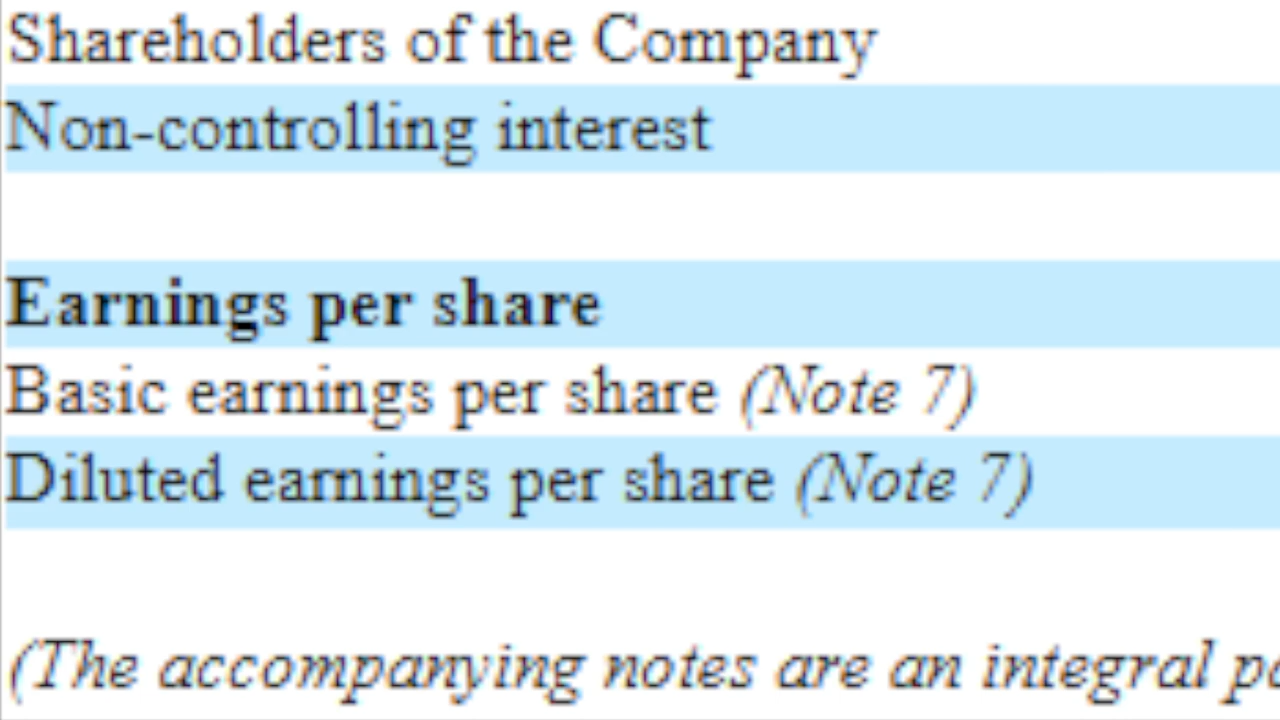 Shareholders of the Company
Non-controlling interest
Earnings per share
Basic earnings per share (Note 7)
Diluted earnings per share (Note 7)
(The accompanying notes are an integral